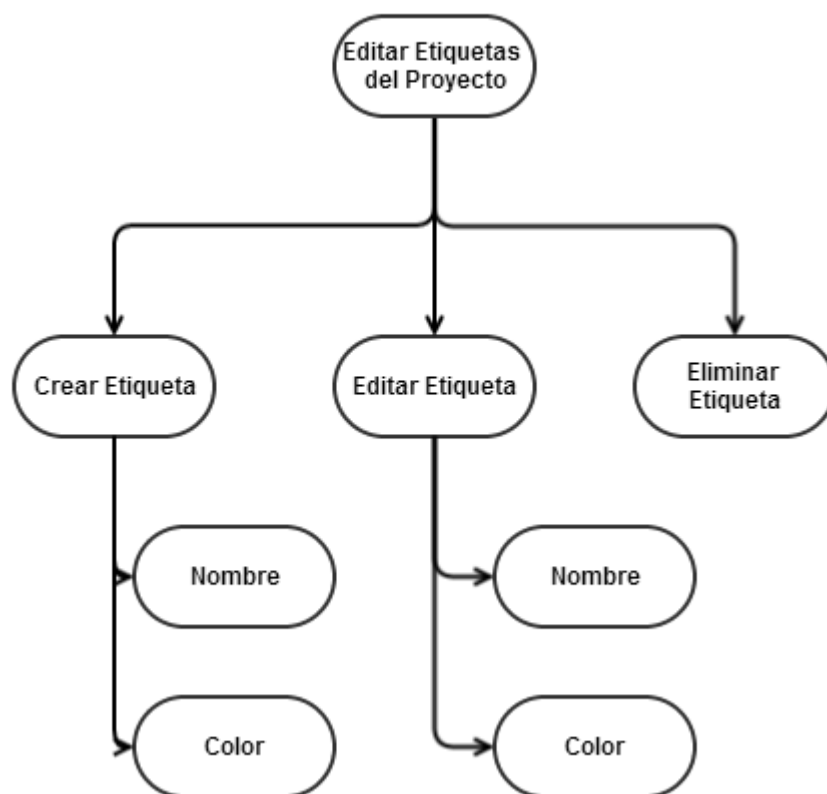 Editar Etiquetas
del Proyecto
Crear Etiqueta
Editar Etiqueta
Eliminar
Etiqueta
Nombre
Nombre
Color
Color